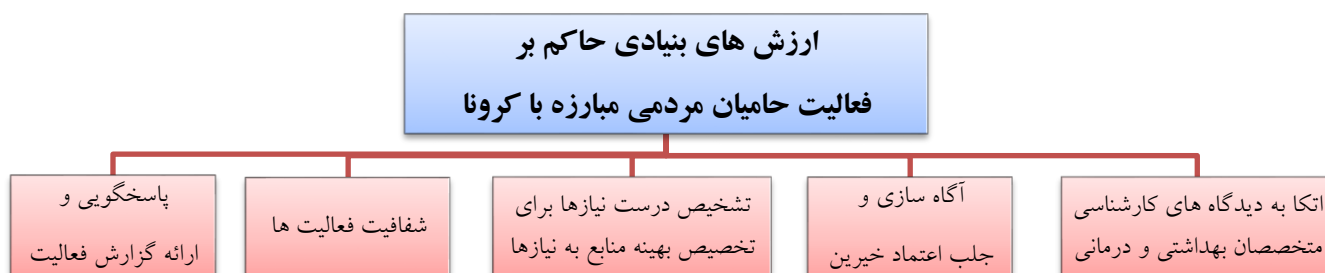 ارزش های بنیادی حاکم بر
فعالیت حامیان مردمی مبارزه با کرونا
اتکا به دیدگاه های کارشناسی
متخصصان بهداشتی و درمانی
آگاه سازی و
جلب اعتماد خیرین
تشخیص درست نیازها برای
تخصیص بهینه منابع به نیازها
شفافیت فعالیت ها
پاسخگویی و
ارائه گزارش فعالیت